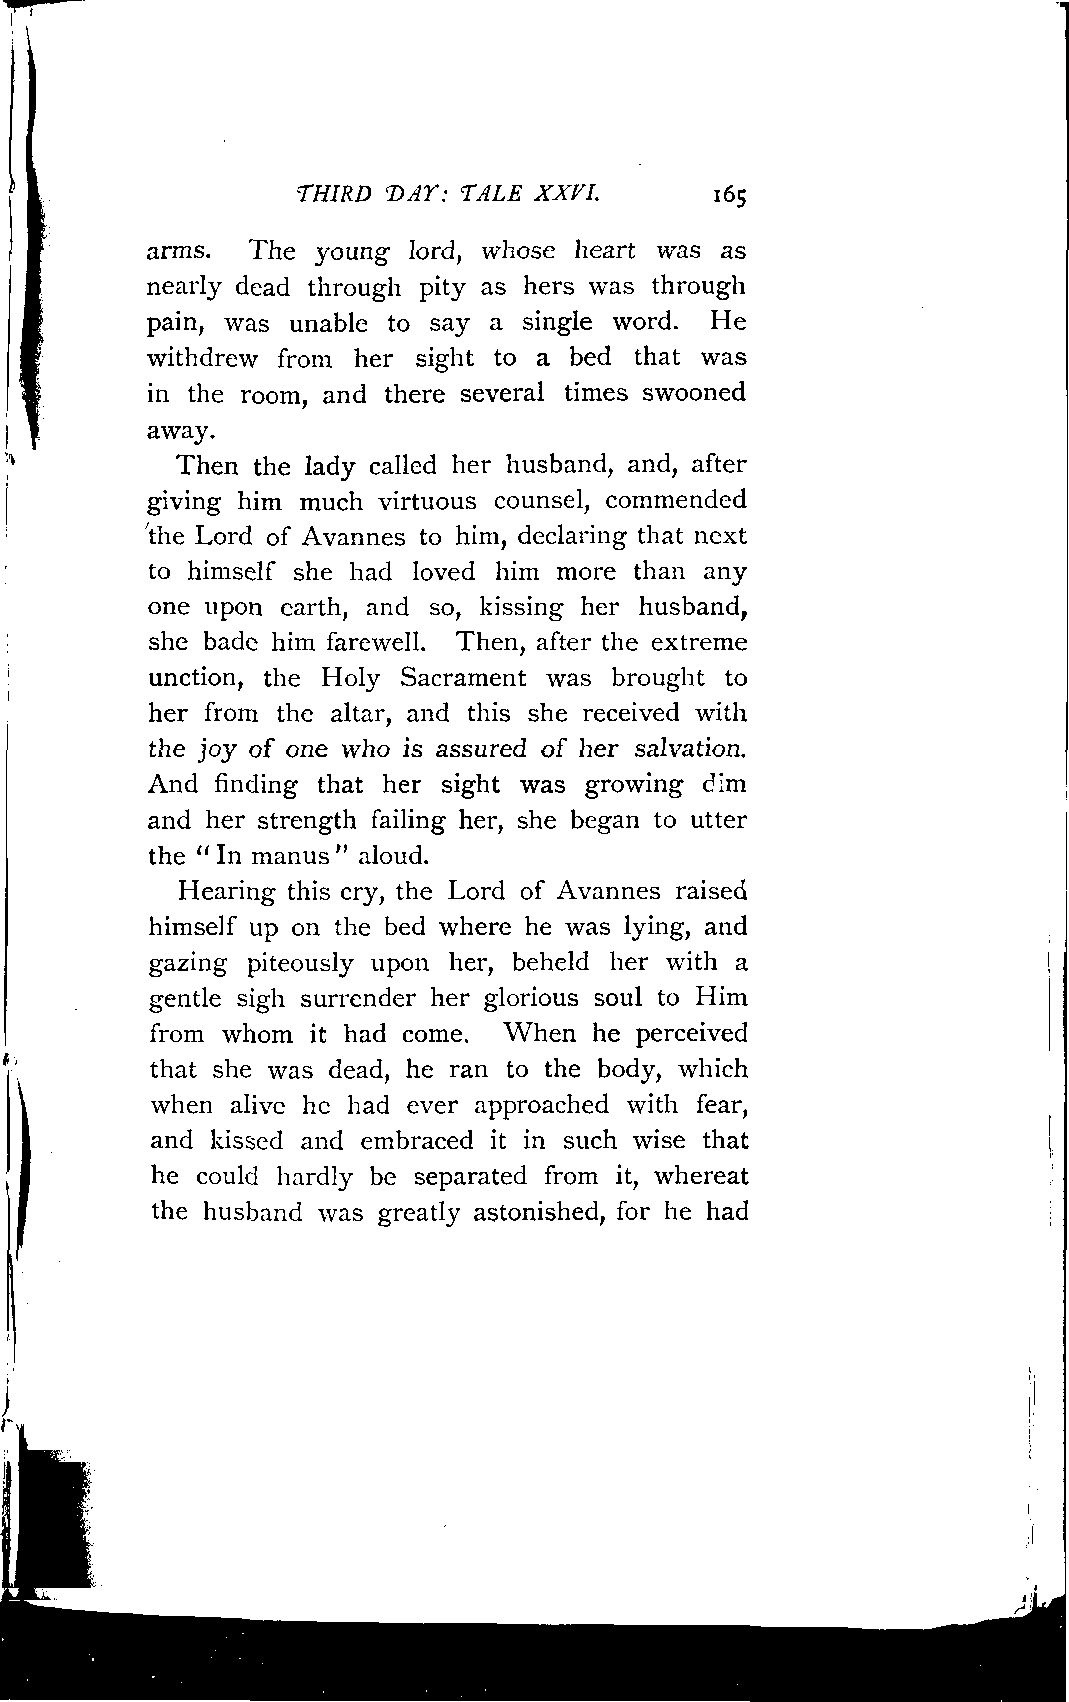 THIRD DAY: TALE XXVI. 165
arms. The young lord, whose heart was as
nearly dead through pity as hers was through
pain, was unable to say a single word. He
withdrew from her sight to a bed that was
in the room, and there several times swooned
away.
Then the lady called her husband, and, after
giving him much virtuous counsel, commended
the Lord of Avannes to him, declaring that next
to himself she had loved him more than any
one upon earth, and so, kissing her husband,
she bade him farewell. Then, after the extreme
unction, the Holy Sacrament was brought to
her from the altar, and this she received with
the joy of one who is assured of her salvation.
And finding that her sight was growing dim
and her strength failing her, she began to utter
the “In manus” aloud.
Hearing this cry, the Lord of Avannes raised
himself up on the bed where he was lying, and
gazing piteously upon her, beheld her with a
gentle sigh surrender her glorious soul to Him
from whom it had come. When he perceived
that she was dead, he ran to the body, which
when alive he had ever approached with fear,
and kissed and embraced it in such wise that
he could hardly be separated from it, whereat
the husband was greatly astonished, for he had